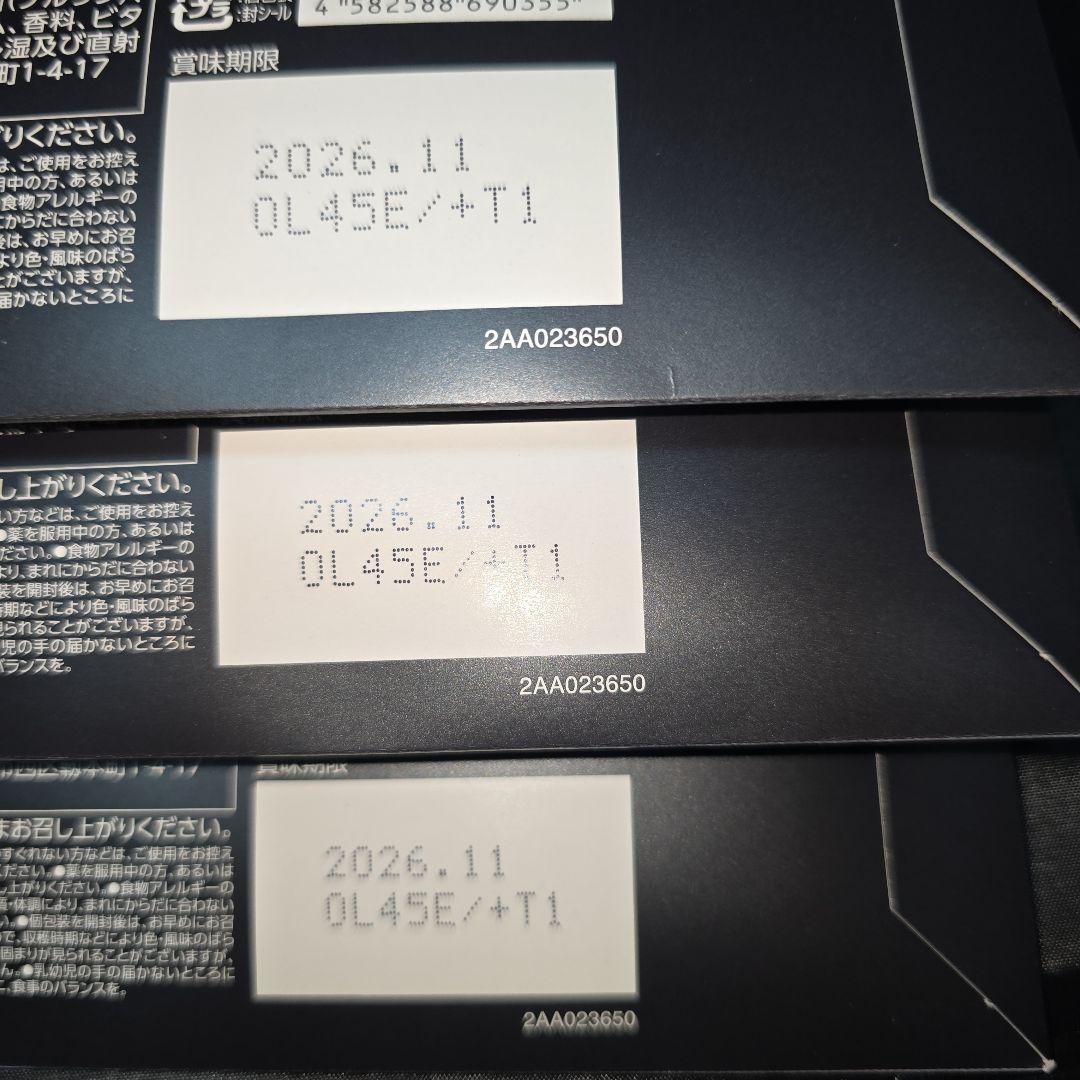 プラ
:封シール
4 "582588"690355"
、香料、ビタ
湿及び直射
町1-4-17
賞味期限
2026.11
0L45E/+T1
2AA023650
りください。
は、ご使用をお控え
用中の方、あるいは
食物アレルギーの
にからだに合わない
後は、お早めにお召
より色・風味のばら
とがございますが、
届かないところに
2026.11
0L45E/+T1
2AA023650
し上がりください。
い方などは、ご使用をお控え
●薬を服用中の方、あるいは
ださい。●食物アレルギーの
より、まれにからだに合わない
装を開封後は、お早めにお召
時期などにより色・風味のばら
見られることがございますが、
児の手の届かないところに
バランスを。
賞味期限
2026.11
0L45E/+T1
2AA023650
町1-4-17
まお召し上がりください。
すぐれない方などは、ご使用をお控え
ください。●薬を服用中の方、あるいは
し上がりください。●食物アレルギーの
・体調により、まれにからだに合わない
い。●個包装を開封後は、お早めにお召
で、収穫時期などにより色・風味のばら
固まりが見られることがございますが、
ん。●乳幼児の手の届かないところに
、食事のバランスを。